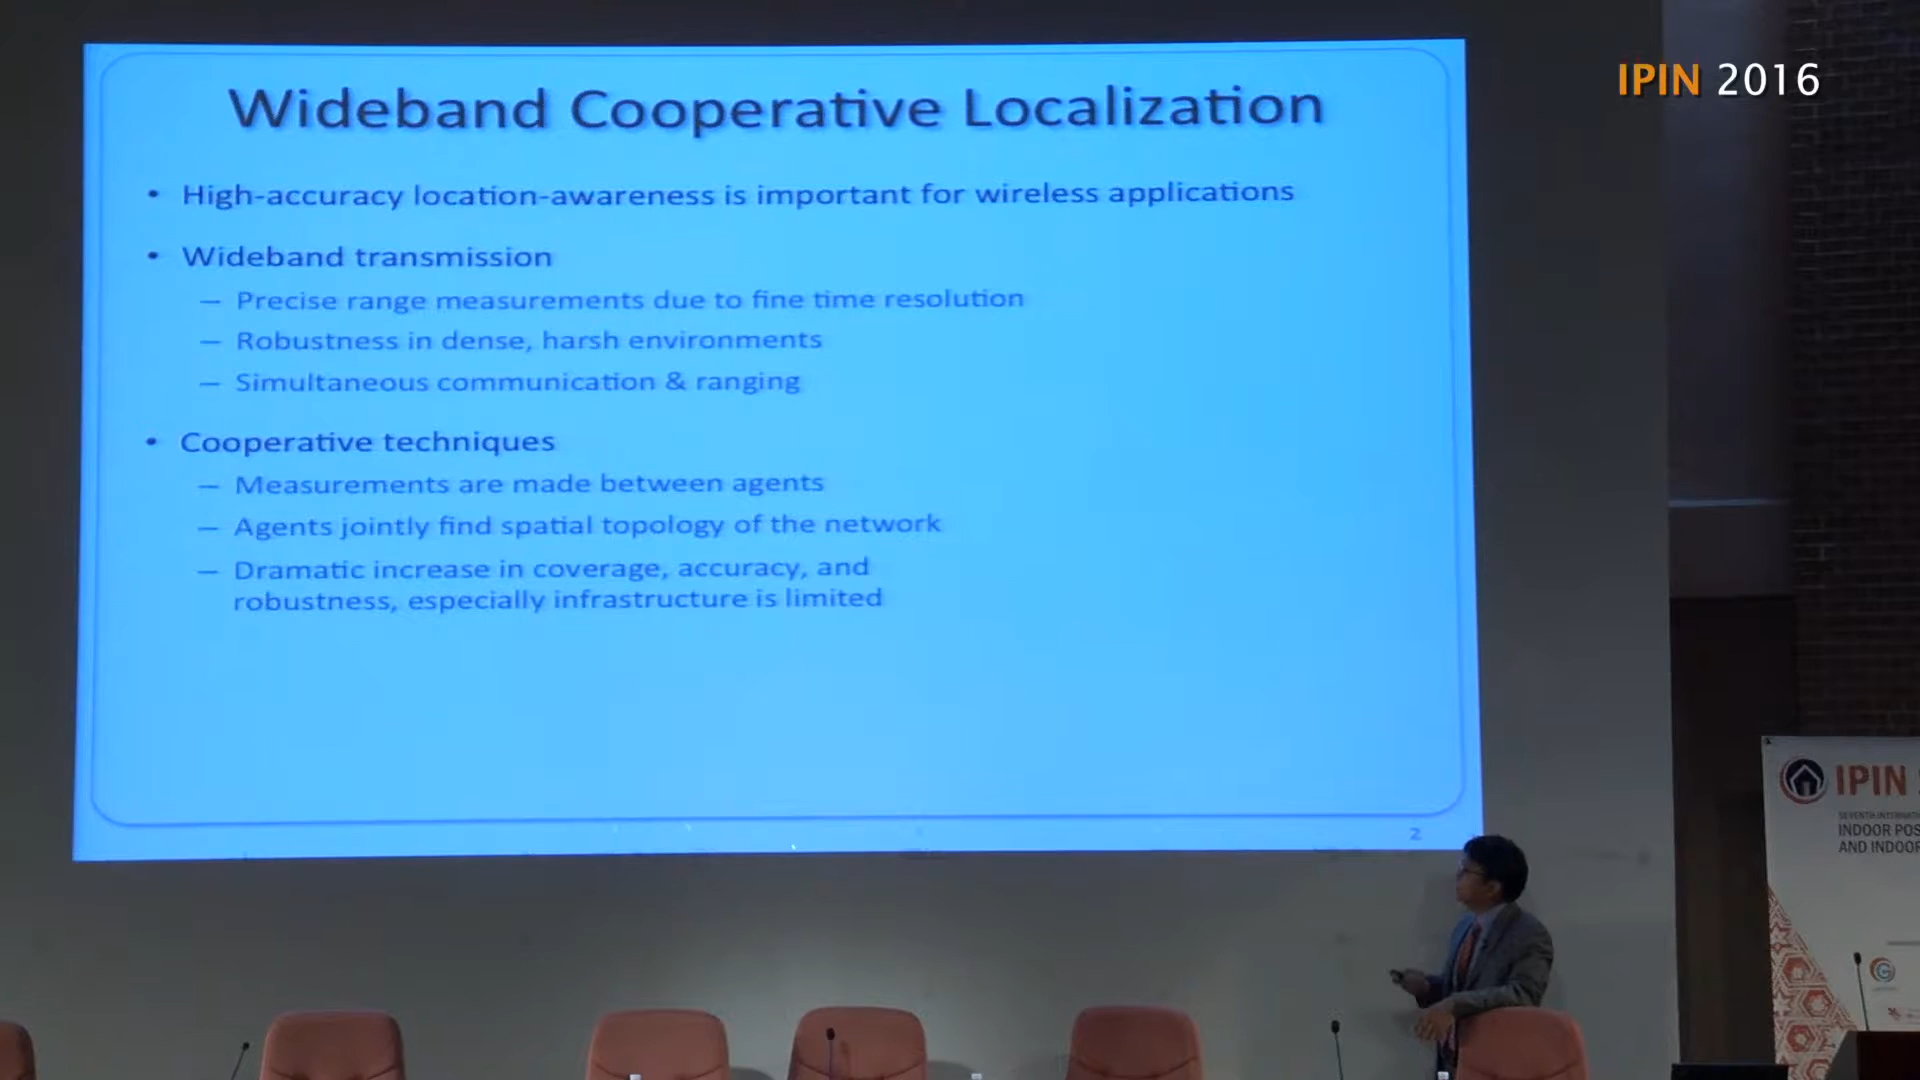 Wideband Cooperative Localization
• High-accuracy location-awareness is important for wireless applications
• Wideband transmission
– Precise range measurements due to fine time resolution
– Robustness in dense, harsh environments
– Simultaneous communication & ranging
• Cooperative techniques
– Measurements are made between agents
– Agents jointly find spatial topology of the network
– Dramatic increase in coverage, accuracy, and
robustness, especially infrastructure is limited
2
IPIN 2016
IPIN
SEVENTH
INDOOR POS
AND INDOOR